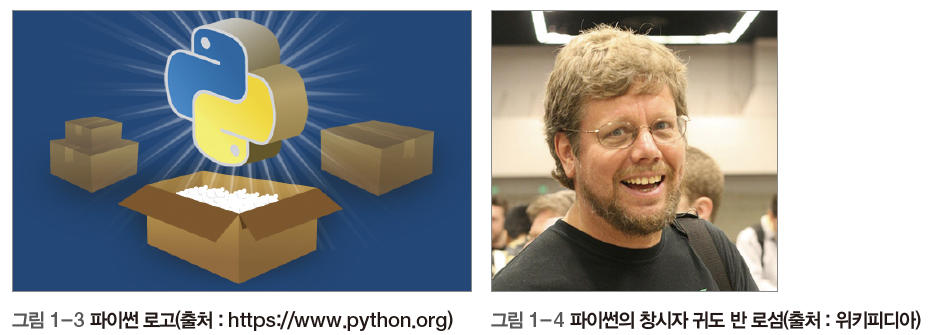 그림 1-3 파이썬 로고(출처 : https://www.python.org)
그림 1-4 파이썬의 창시자 귀도 반 로섬(출처 : 위키피디아)